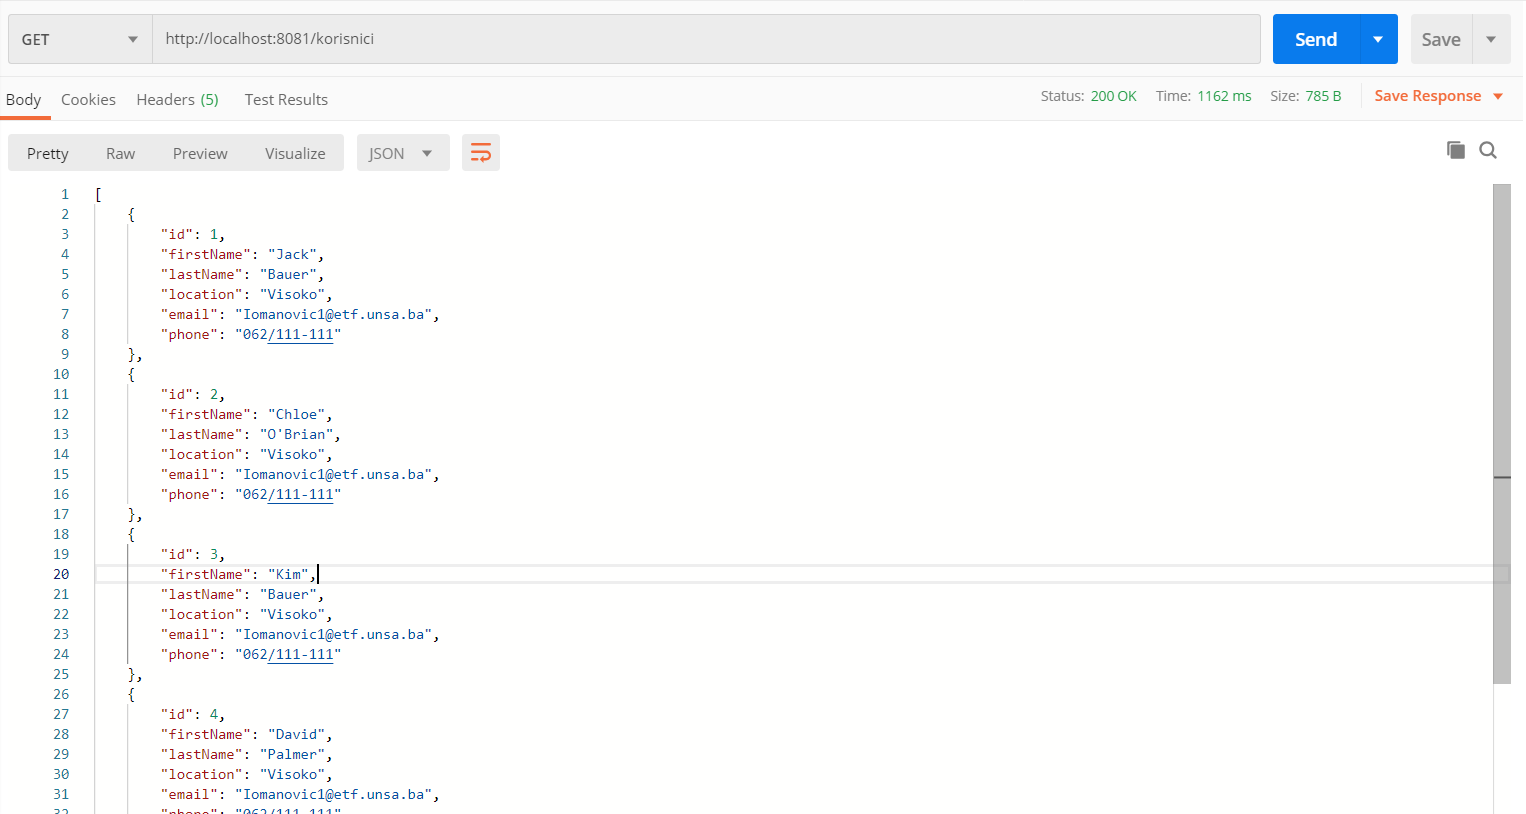 GET http://localhost:8081/korisnici Send Save
Body Cookies Headers (5) Test Results Status: 200 OK Time: 1162 ms Size: 785 B Save Response
Pretty Raw Preview Visualize JSON
1 [
2 {
3 "id": 1,
4 "firstName": "Jack",
5 "lastName": "Bauer",
6 "location": "Visoko",
7 "email": "Iomanovic1@etf.unsa.ba",
8 "phone": "062/111-111"
9 },
10 {
11 "id": 2,
12 "firstName": "Chloe",
13 "lastName": "O'Brian",
14 "location": "Visoko",
15 "email": "Iomanovic1@etf.unsa.ba",
16 "phone": "062/111-111"
17 },
18 {
19 "id": 3,
20 "firstName": "Kim",
21 "lastName": "Bauer",
22 "location": "Visoko",
23 "email": "Iomanovic1@etf.unsa.ba",
24 "phone": "062/111-111"
25 },
26 {
27 "id": 4,
28 "firstName": "David",
29 "lastName": "Palmer",
30 "location": "Visoko",
31 "email": "Iomanovic1@etf.unsa.ba",
32 "phone": "062/111-111"